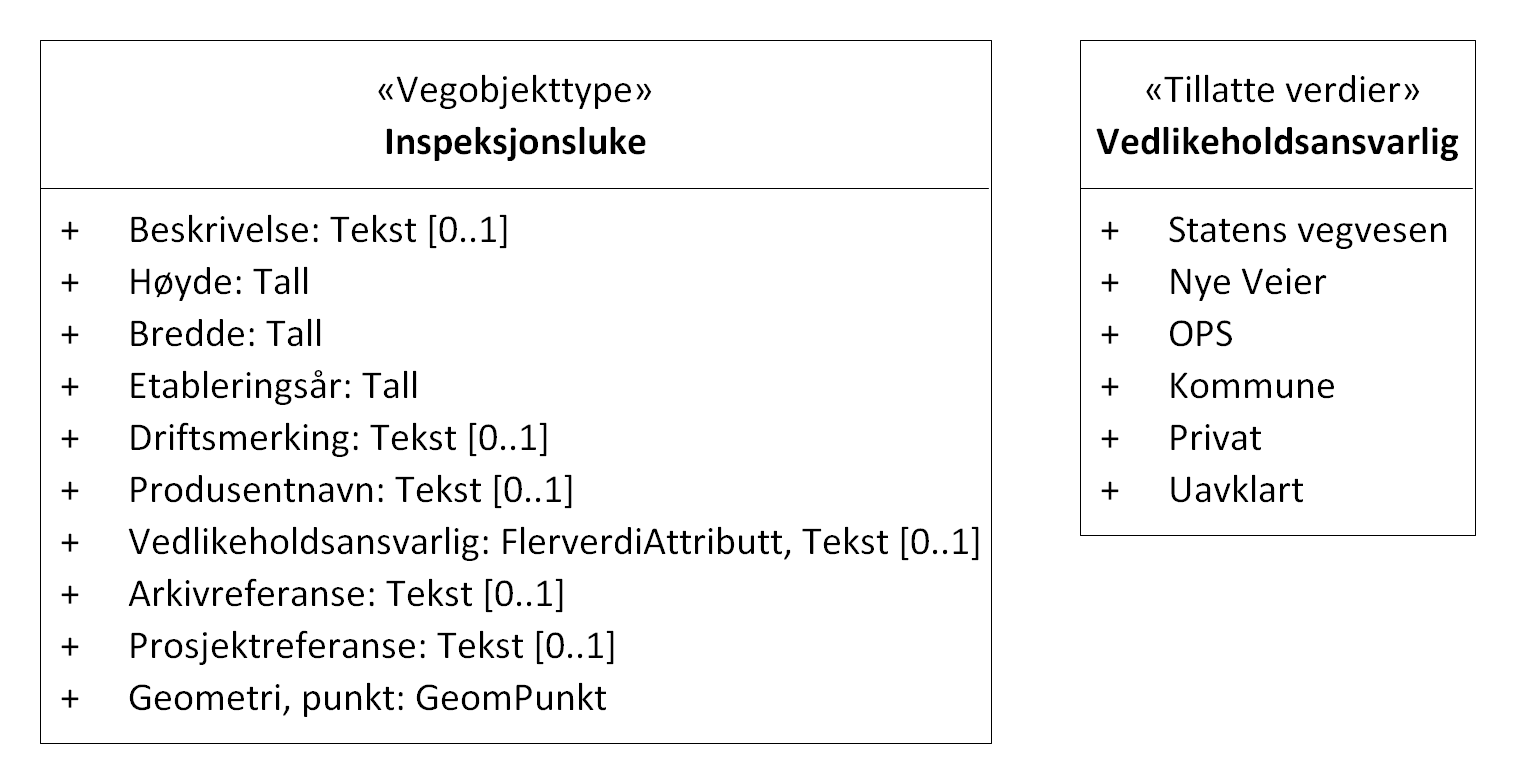 «Vegobjekttype»
Inspeksjonsluke
+ Beskrivelse: Tekst [0..1]
+ Høyde: Tall
+ Bredde: Tall
+ Etableringsår: Tall
+ Driftsmerking: Tekst [0..1]
+ Produsentnavn: Tekst [0..1]
+ Vedlikeholdsansvarlig: FlerverdiAttributt, Tekst [0..1]
+ Arkivreferanse: Tekst [0..1]
+ Prosjektreferanse: Tekst [0..1]
+ Geometri, punkt: GeomPunkt
«Tillatte verdier»
Vedlikeholdsansvarlig
+ Statens vegvesen
+ Nye Veier
+ OPS
+ Kommune
+ Privat
+ Uavklart